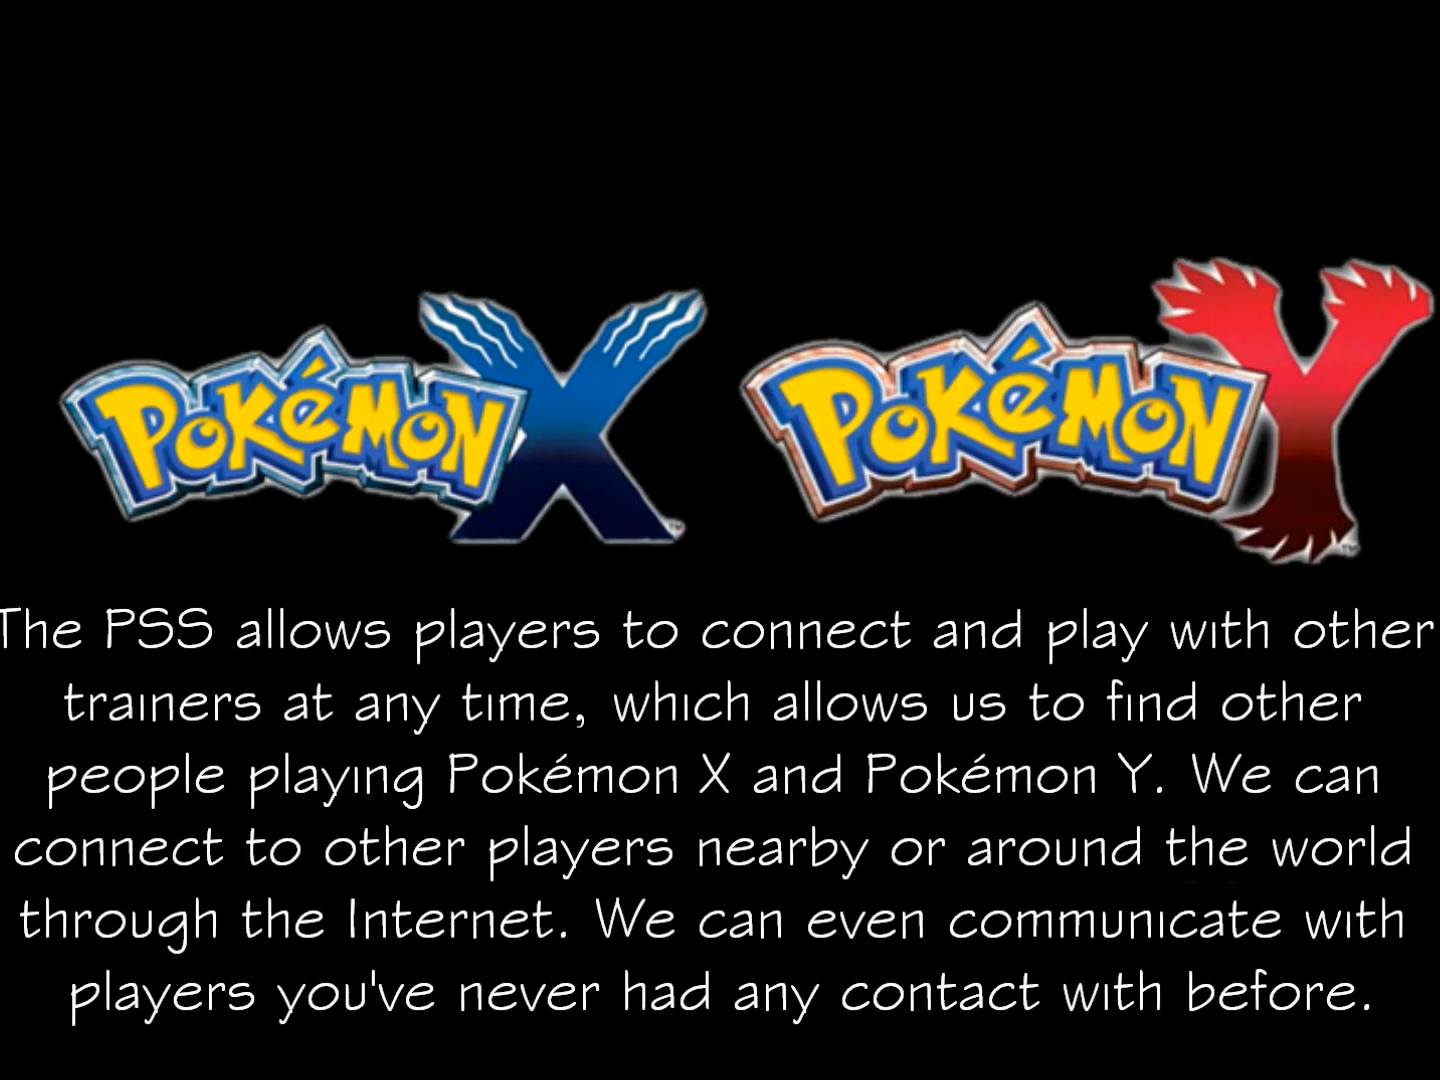 POKéMON X ™ POKéMON Y ™
The PSS allows players to connect and play with other
trainers at any time, which allows us to find other
people playing Pokémon X and Pokémon Y. We can
connect to other players nearby or around the world
through the Internet. We can even communicate with
players you've never had any contact with before.